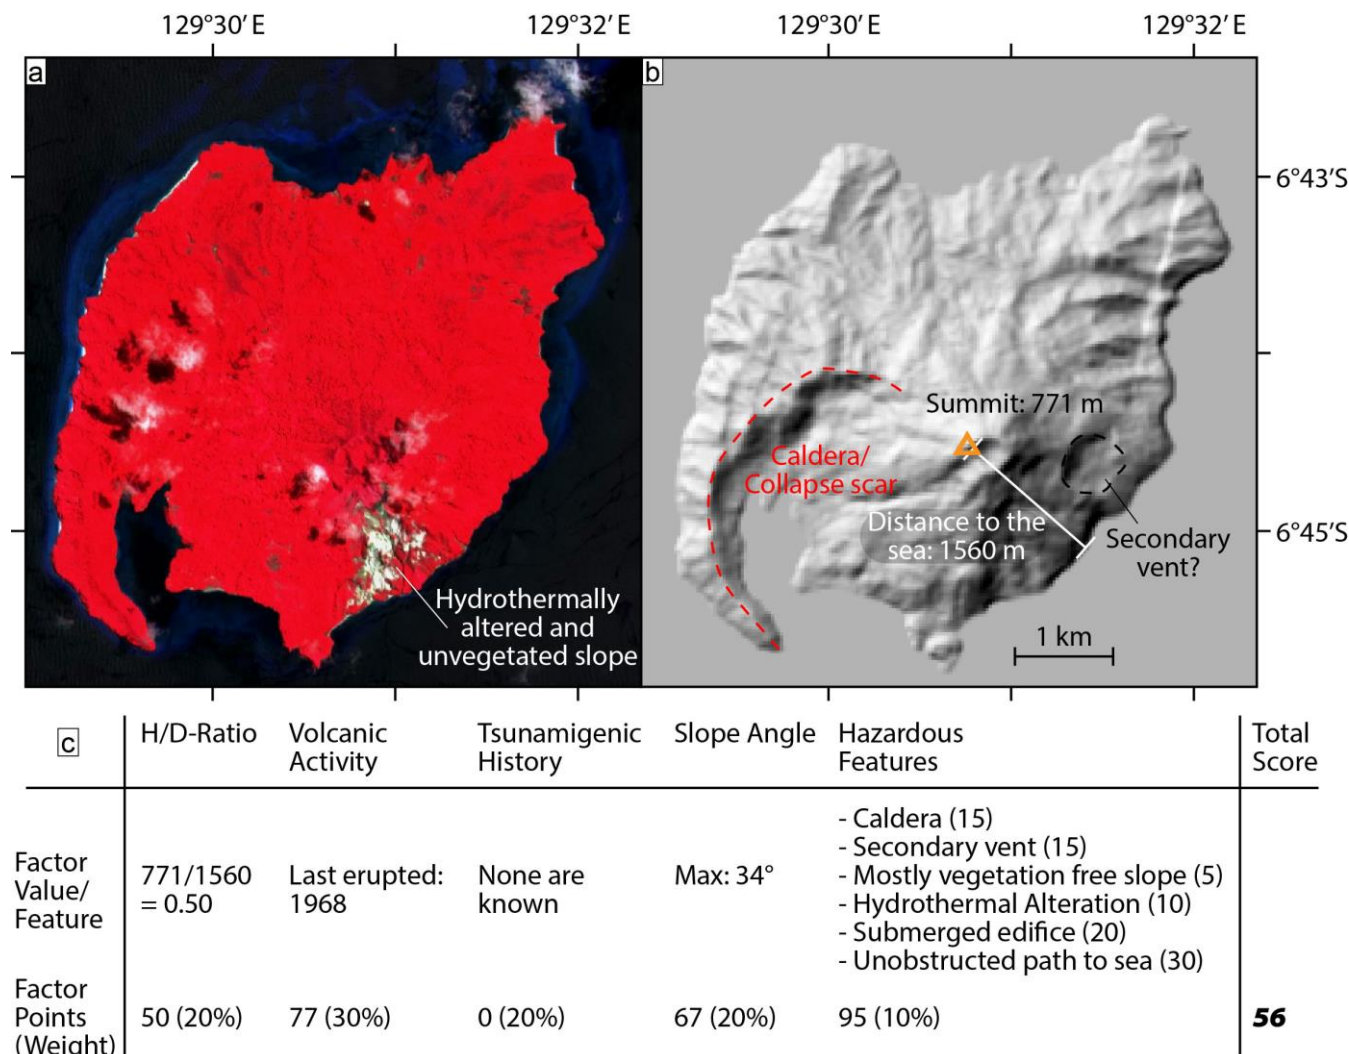 129°30′ E
129°32′ E
129°30′ E
129°32′ E
a
b
6°43′S
Summit: 771 m
Caldera/
Collapse scar
Distance to the
sea: 1560 m
6°45′S
Secondary
vent?
Hydrothermally
altered and
unvegetated slope
1 km
c
H/D-Ratio
Volcanic
Activity
Tsunamigenic
History
Slope Angle
Hazardous
Features
Total
Score
Factor
Value/
Feature
771/1560
= 0.50
Last erupted:
1968
None are
known
Max: 34°
- Caldera (15)
- Secondary vent (15)
- Mostly vegetation free slope (5)
- Hydrothermal Alteration (10)
- Submerged edifice (20)
- Unobstructed path to sea (30)
Factor
Points
(Weight)
50 (20%)
77 (30%)
0 (20%)
67 (20%)
95 (10%)
56